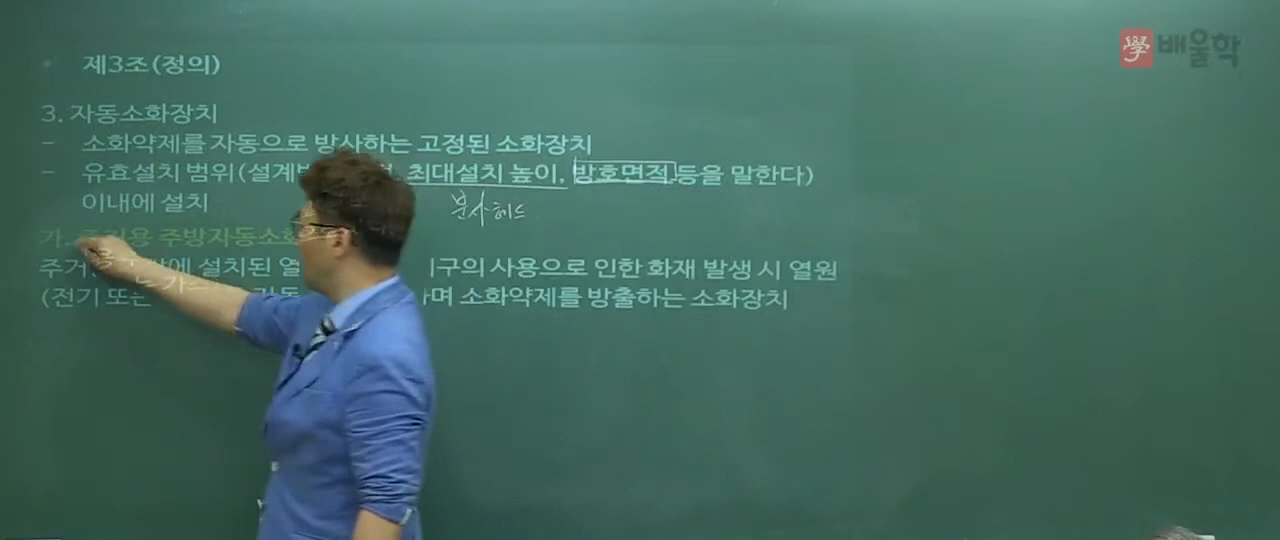 學 배울학
제3조(정의)
3. 자동소화장치
- 소화약제를 자동으로 방사하는 고정된 소화장치
- 유효설치 범위(설계 최대설치 높이, 방호면적 등을 말한다)
이내에 설치
분사헤드
가. 주방자동소화
주거 설치된 열 구의 사용으로 인한 화재 발생 시 열원
(전기 또는 며 소화약제를 방출하는 소화장치